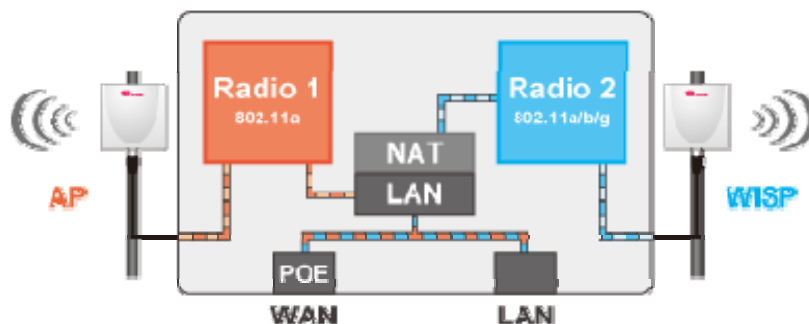 Radio 1
802.11a
Radio 2
802.11a/b/g
NAT
LAN
AP
WISP
POE
WAN
LAN